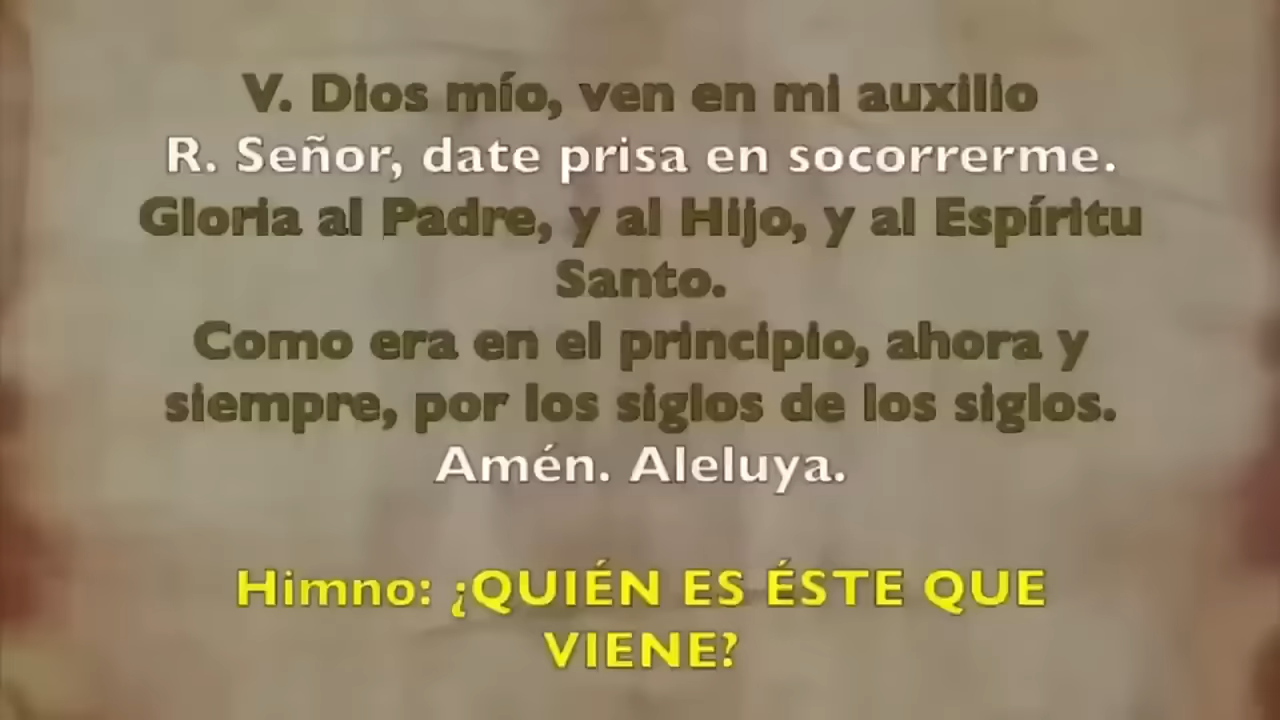 V. Dios mío, ven en mi auxilio
R. Señor, date prisa en socorrerme.
Gloria al Padre, y al Hijo, y al Espíritu
Santo.
Como era en el principio, ahora y
siempre, por los siglos de los siglos.
Amén. Aleluya.
Himno: ¿QUIÉN ES ÉSTE QUE
VIENE?